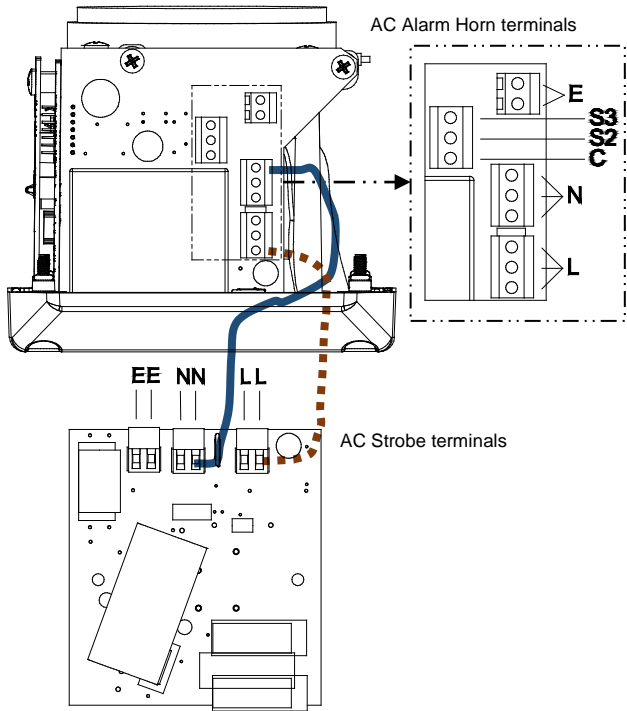 AC Alarm Horn terminals
E
S3
S2
C
N
L
EE NN LL
AC Strobe terminals